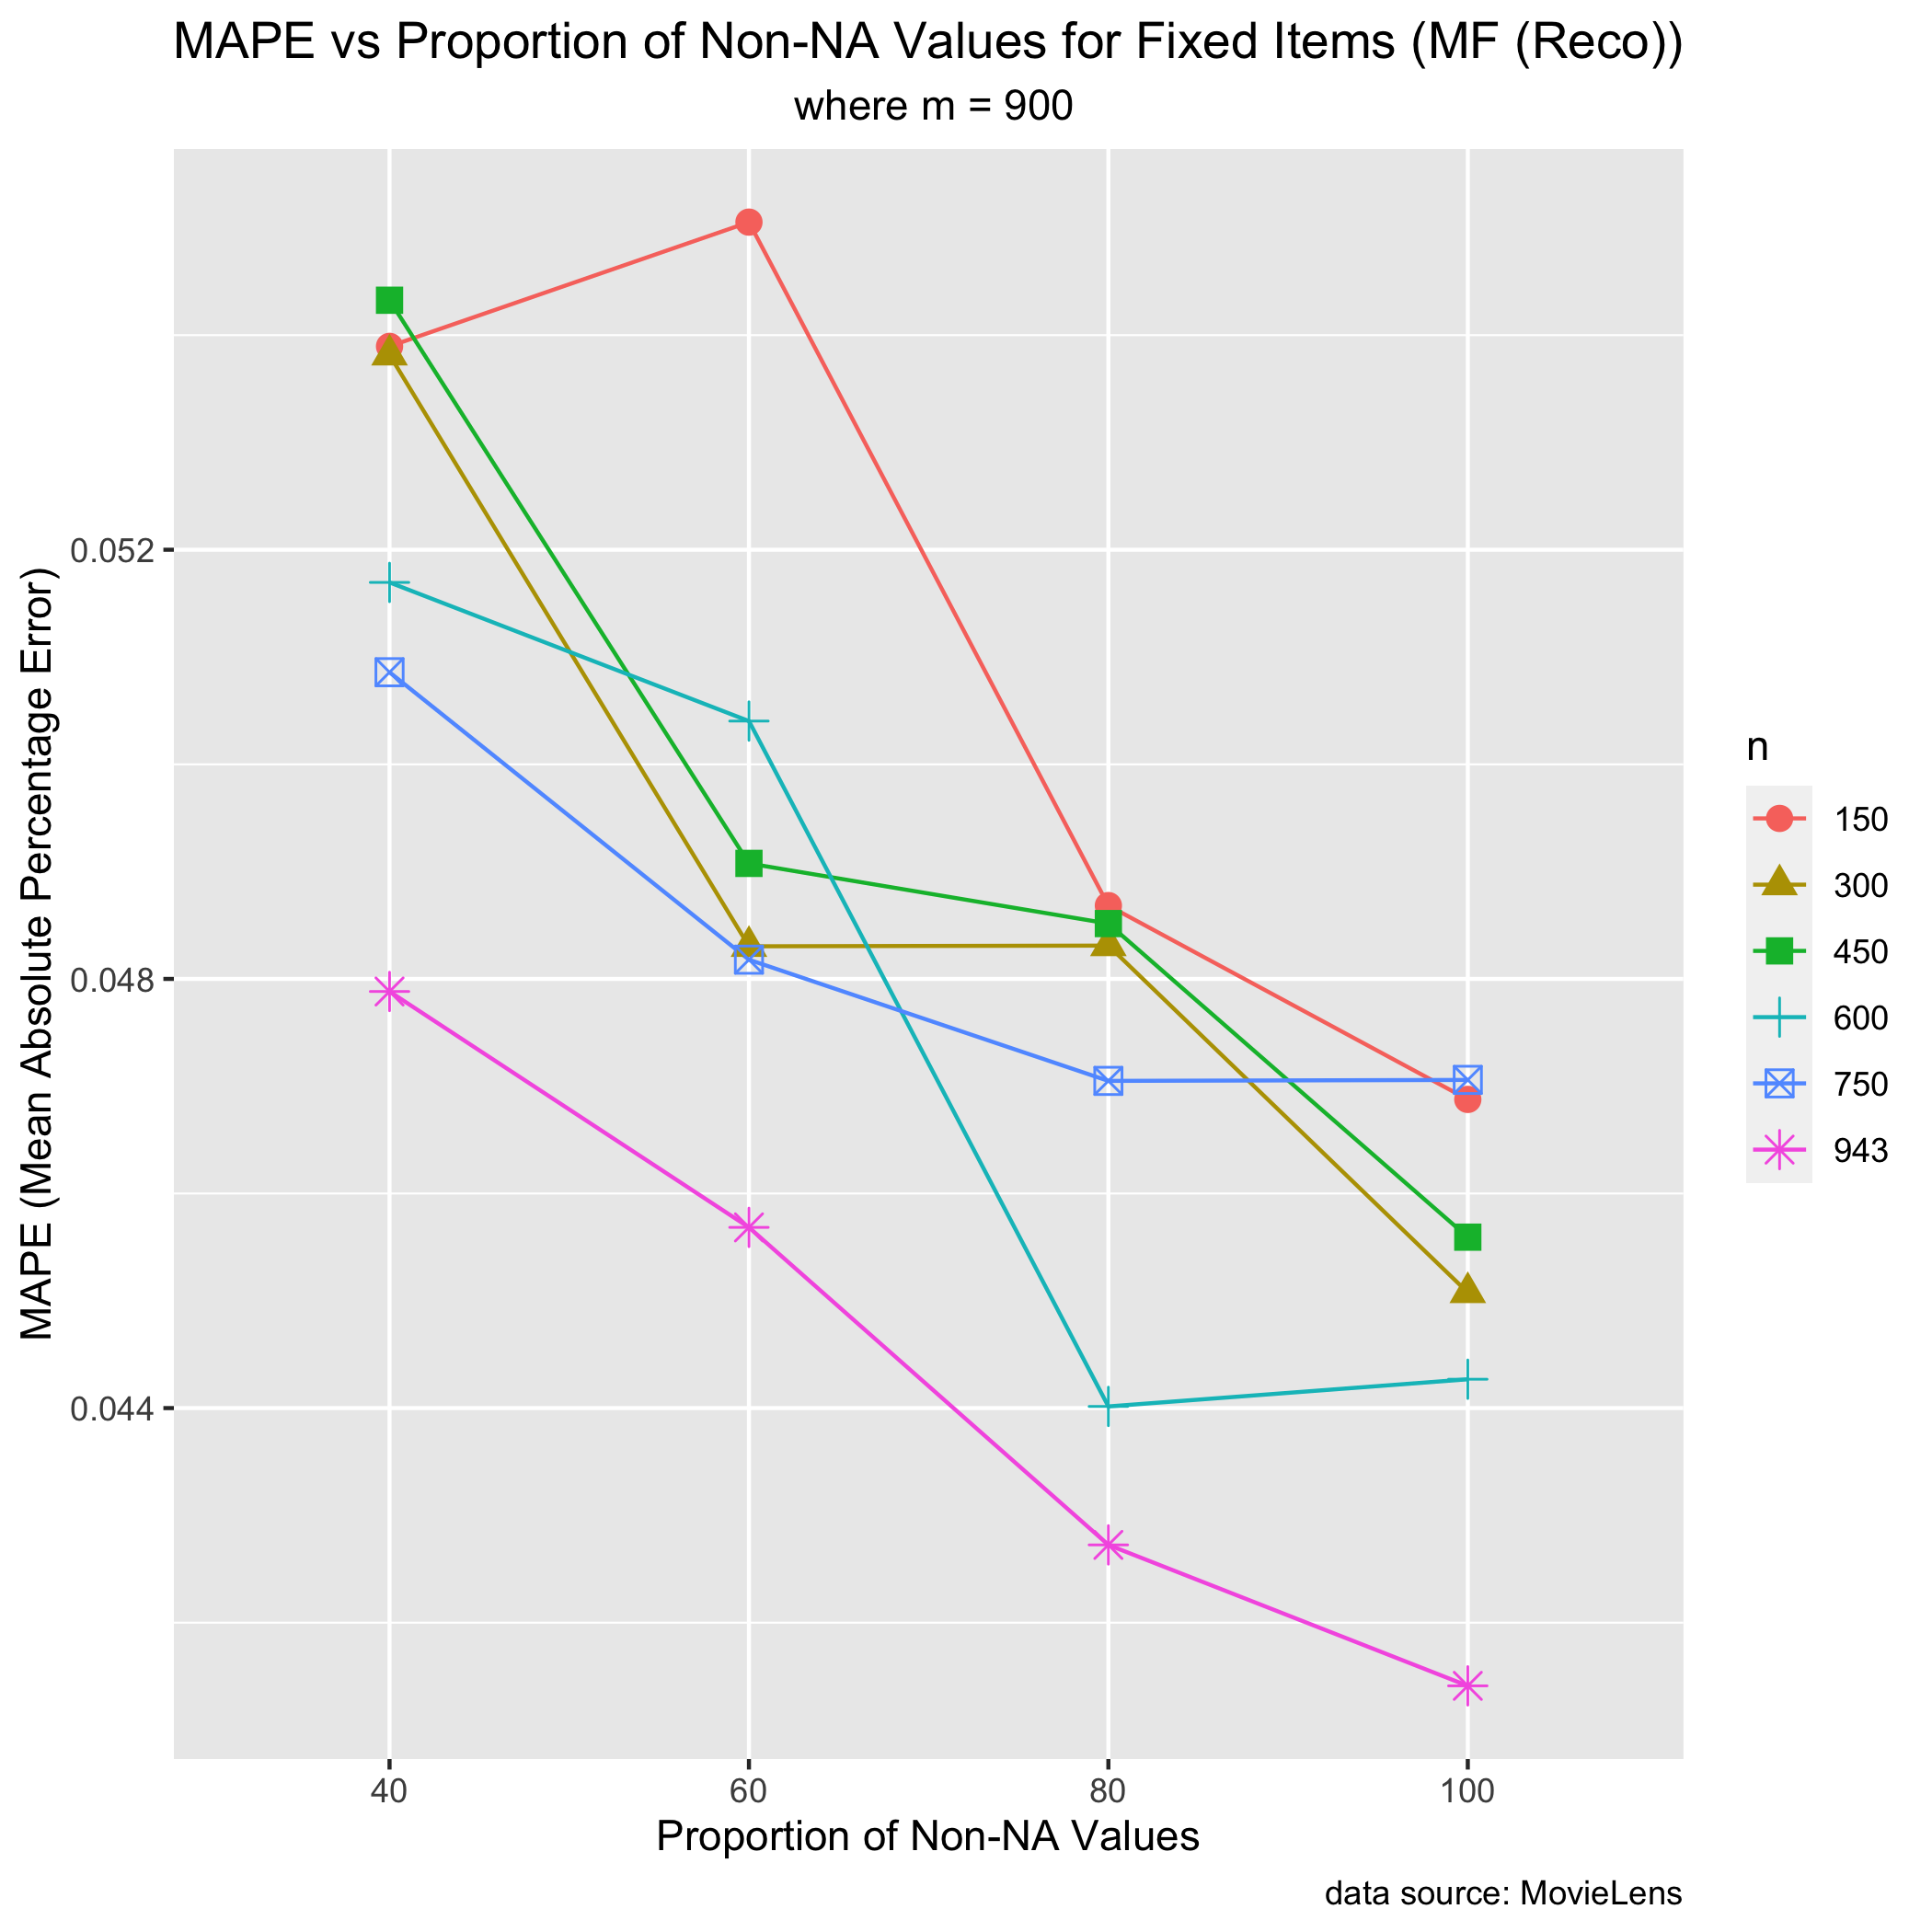 MAPE vs Proportion of Non-NA Values for Fixed Items (MF (Reco))
where m = 900
MAPE (Mean Absolute Percentage Error)
0.052
0.048
0.044
40 60 80 100
Proportion of Non-NA Values
n
150
300
450
600
750
943
data source: MovieLens